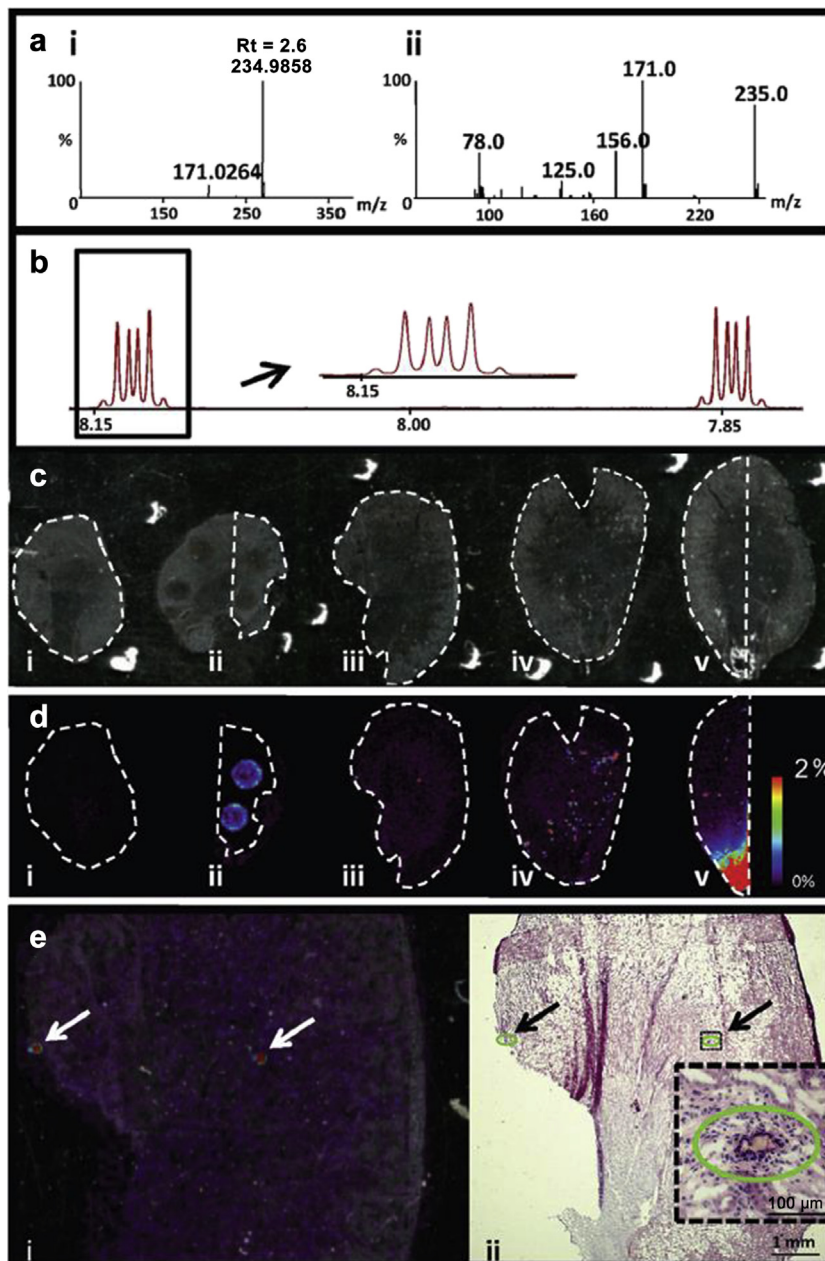 a
i
Rt = 2.6
234.9858
100
%
171.0264
0
150
250
350
m/z
ii
100
%
171.0
235.0
78.0
156.0
125.0
0
100
160
220
m/z
b
8.15
8.15
8.00
7.85
c
i
ii
iii
iv
v
d
i
ii
iii
iv
v
2 %
0%
e
i
ii
100 µm
1 mm